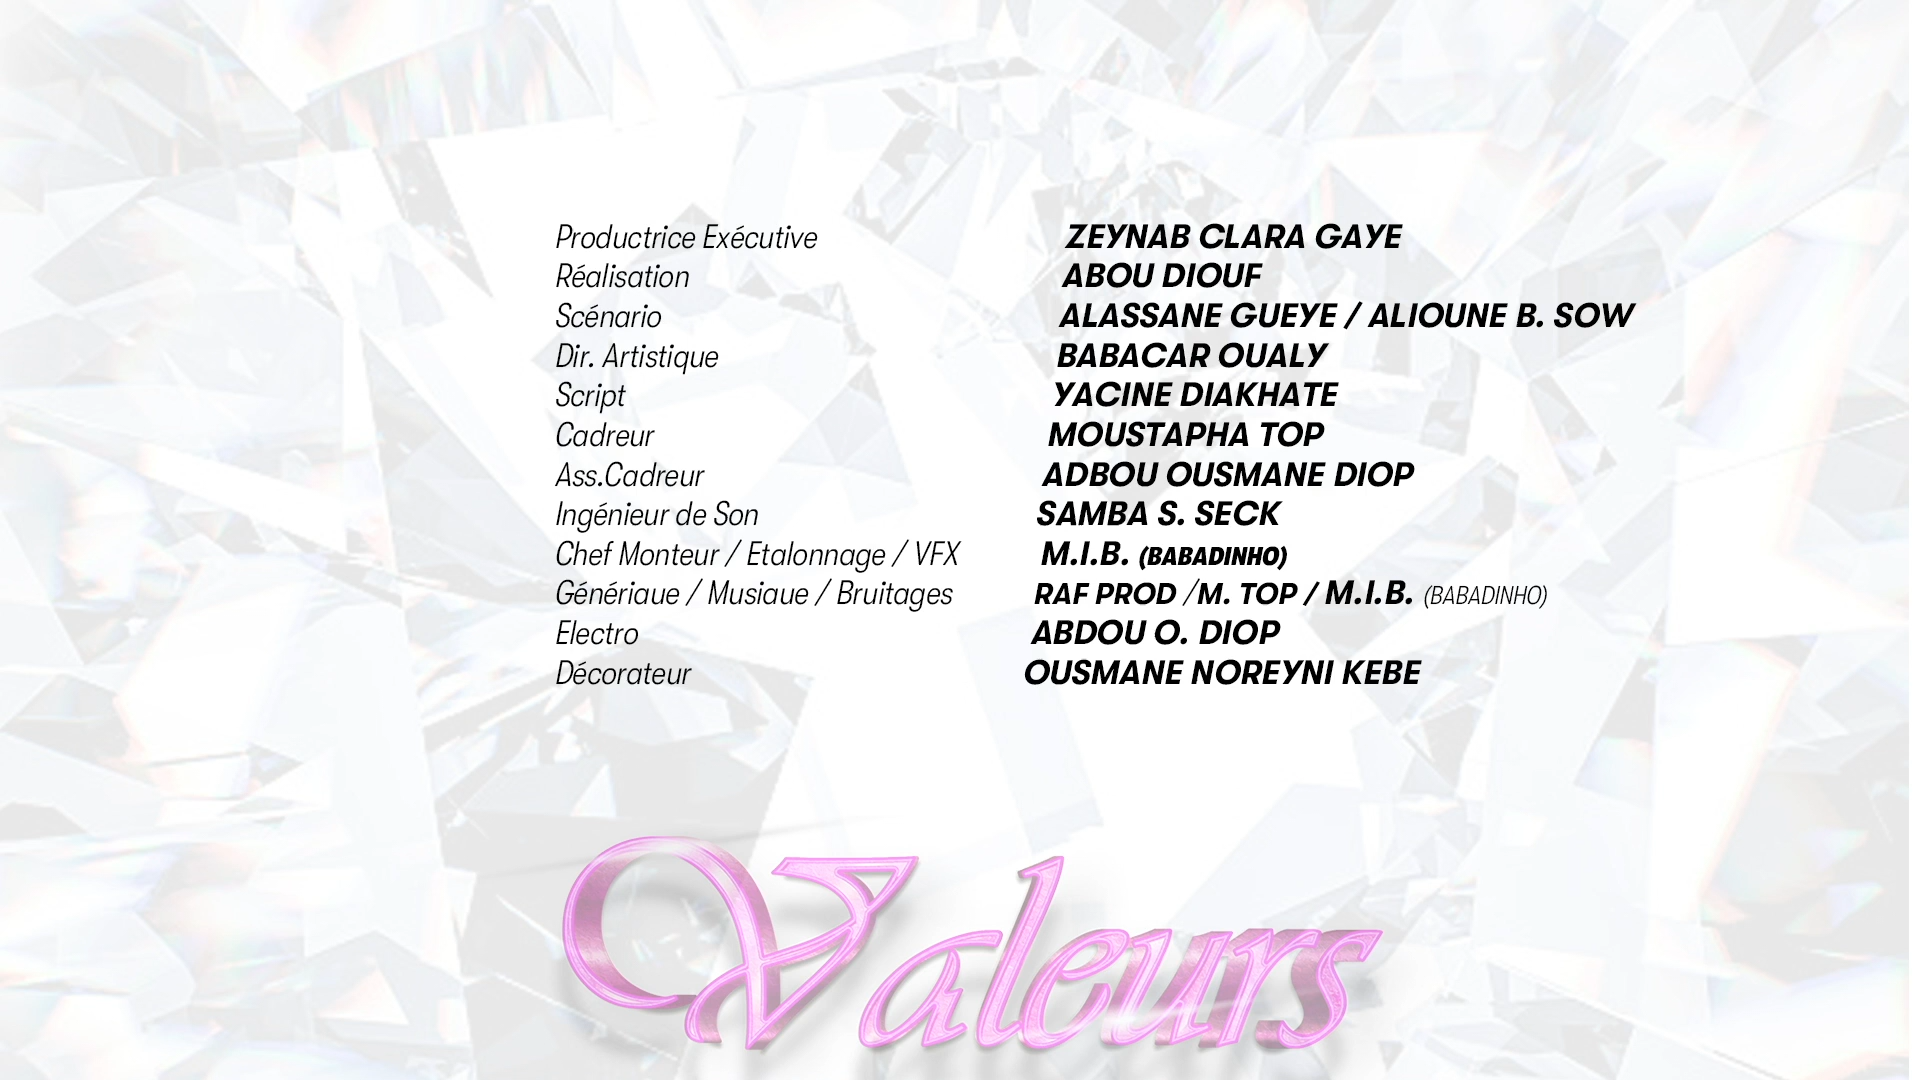 Productrice Exécutive ZEYNAB CLARA GAYE
Réalisation ABOU DIOUF
Scénario ALASSANE GUEYE / ALIOUNE B. SOW
Dir. Artistique BABACAR OUALY
Script YACINE DIAKHATE
Cadreur MOUSTAPHA TOP
Ass.Cadreur ADBOU OUSMANE DIOP
Ingénieur de Son SAMBA S. SECK
Chef Monteur / Etalonnage / VFX M.I.B. (BABADINHO)
Génériaue / Musiaue / Bruitages RAF PROD /M. TOP / M.I.B. (BABADINHO)
Electro ABDOU O. DIOP
Décorateur OUSMANE NOREYNI KEBE
Valeurs